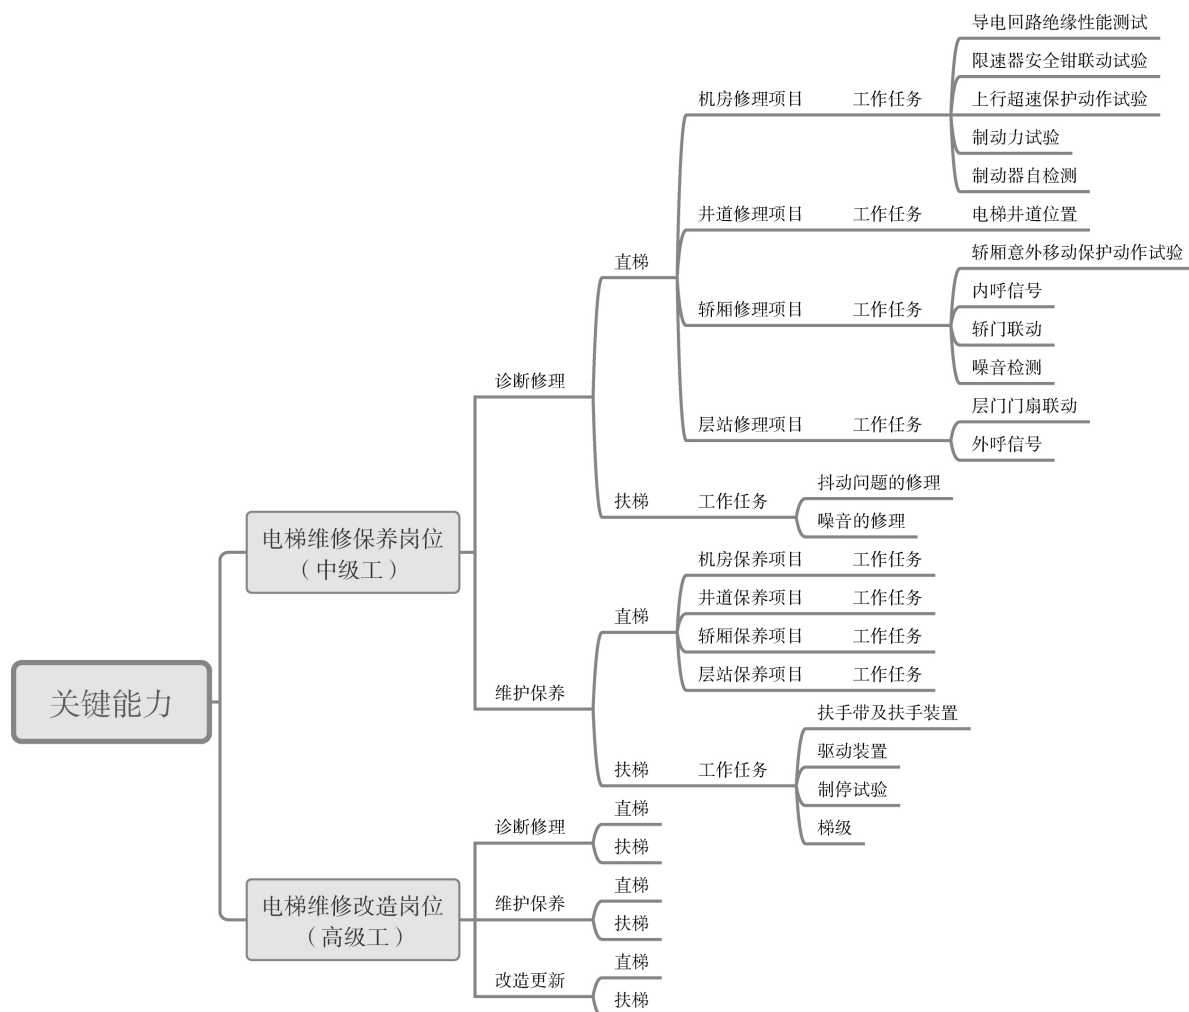 关键能力
电梯维修保养岗位
（中级工）
诊断修理
直梯
机房修理项目 工作任务
导电回路绝缘性能测试
限速器安全钳联动试验
上行超速保护动作试验
制动力试验
制动器自检测
井道修理项目 工作任务
电梯井道位置
轿厢修理项目 工作任务
轿厢意外移动保护动作试验
内呼信号
轿门联动
噪音检测
层站修理项目 工作任务
层门门扇联动
外呼信号
扶梯 工作任务
抖动问题的修理
噪音的修理
维护保养
直梯
机房保养项目 工作任务
井道保养项目 工作任务
轿厢保养项目 工作任务
层站保养项目 工作任务
扶梯 工作任务
扶手带及扶手装置
驱动装置
制停试验
梯级
电梯维修改造岗位
（高级工）
诊断修理
直梯
扶梯
维护保养
直梯
扶梯
改造更新
直梯
扶梯